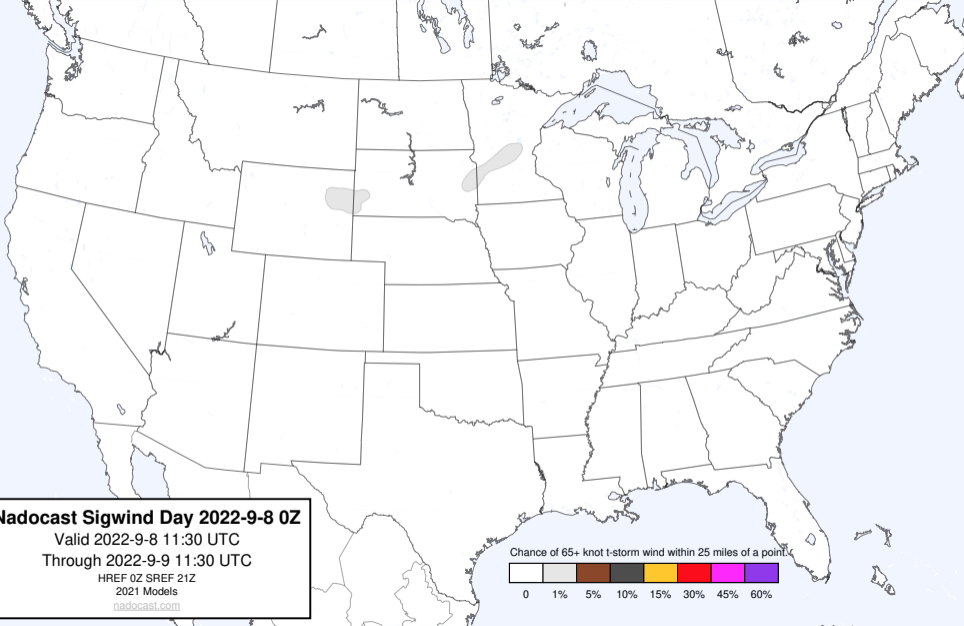 Nadocast Sigwind Day 2022-9-8 0Z
Valid 2022-9-8 11:30 UTC
Through 2022-9-9 11:30 UTC
HREF 0Z SREF 21Z
2021 Models
nadocast.com
Chance of 65+ knot t-storm wind within 25 miles of a point.
0 1% 5% 10% 15% 30% 45% 60%